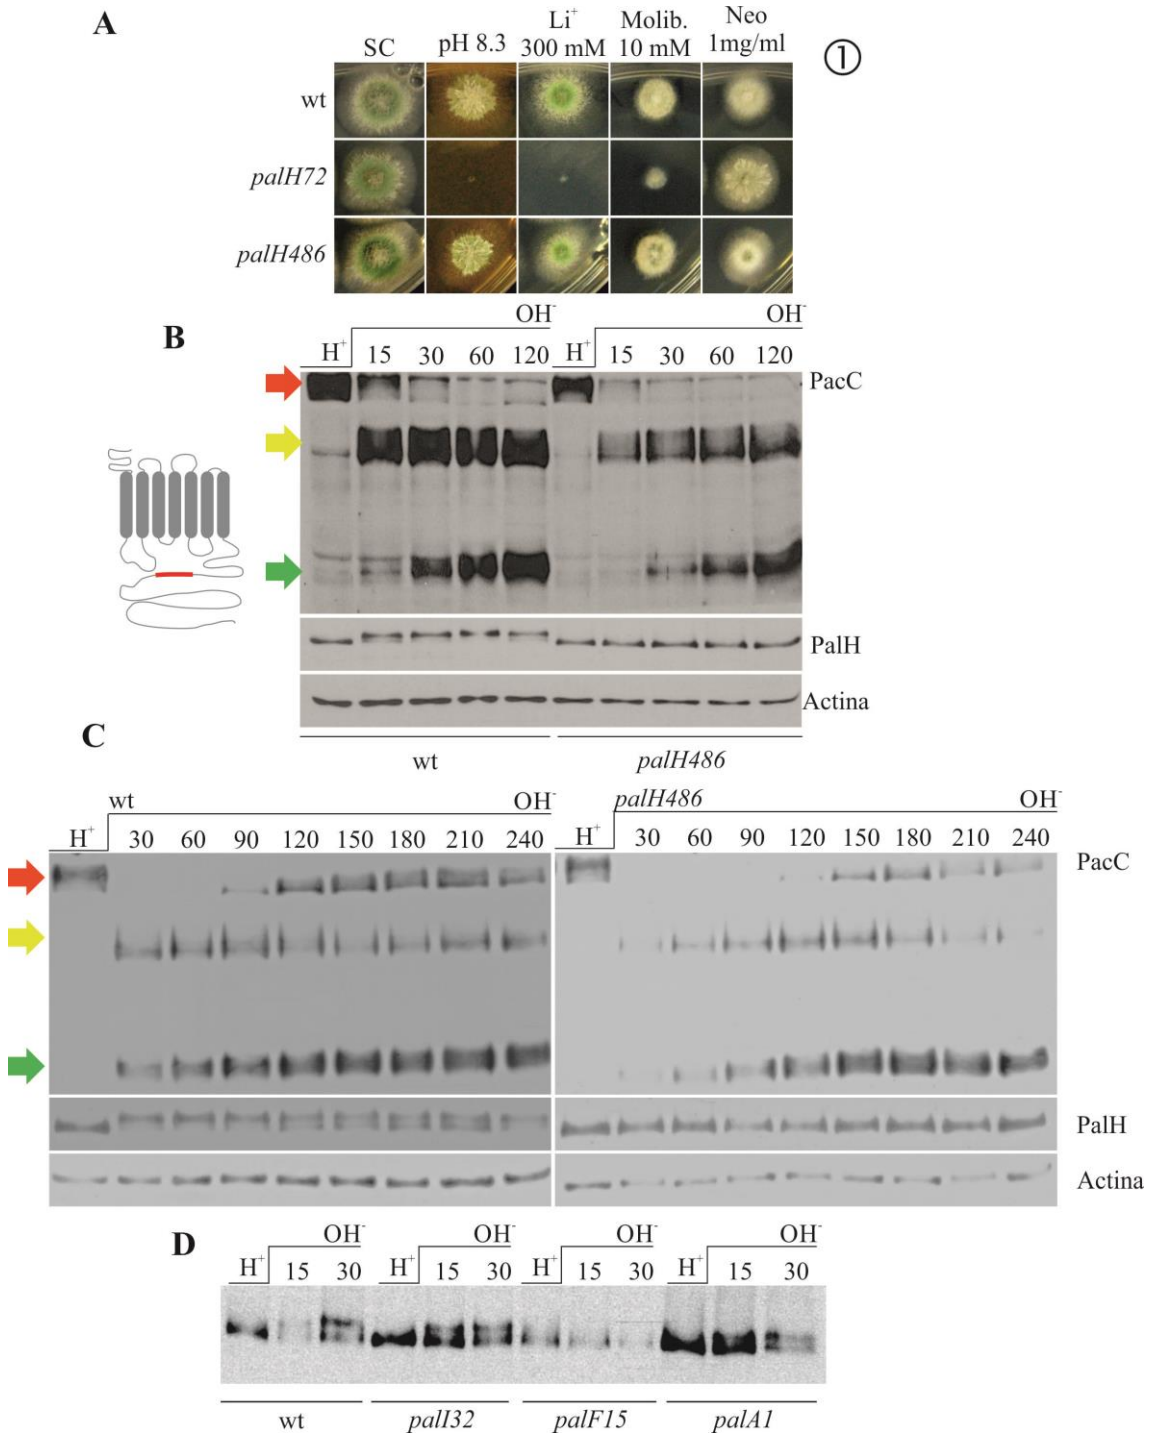 A
SC pH 8.3 Li+ 300 mM Molib. 10 mM Neo 1mg/ml
①
wt
palH72
palH486
B
OH- OH-
H+ 15 30 60 120 H+ 15 30 60 120
PacC
PalH
Actina
wt palH486
C
wt OH- palH486 OH-
H+ 30 60 90 120 150 180 210 240 H+ 30 60 90 120 150 180 210 240
PacC
PalH
Actina
D
OH- OH- OH- OH-
H+ 15 30 H+ 15 30 H+ 15 30 H+ 15 30
wt palI32 palF15 palA1